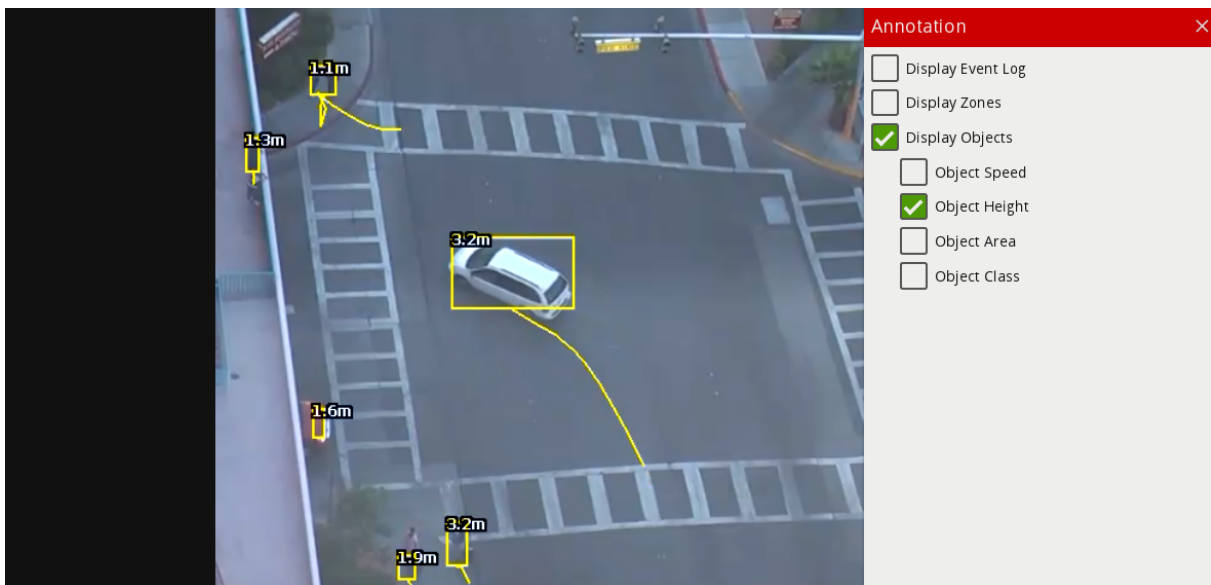 Annotation
Display Event Log
Display Zones
Display Objects
Object Speed
Object Height
Object Area
Object Class
1.1m
1.3m
3.2m
1.6m
3.2m
1.9m